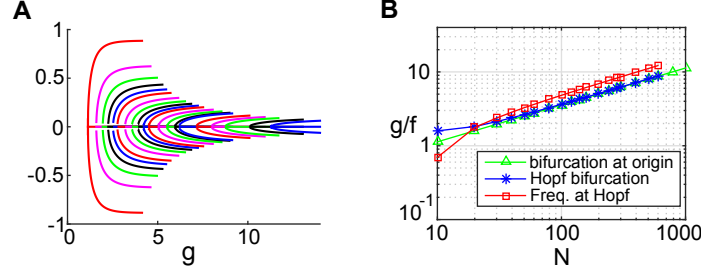 A
1
0.5
0
-0.5
-1
0
5
10
g
B
10
1
10⁻¹
g/f
bifurcation at origin
Hopf bifurcation
Freq. at Hopf
10
100
1000
N